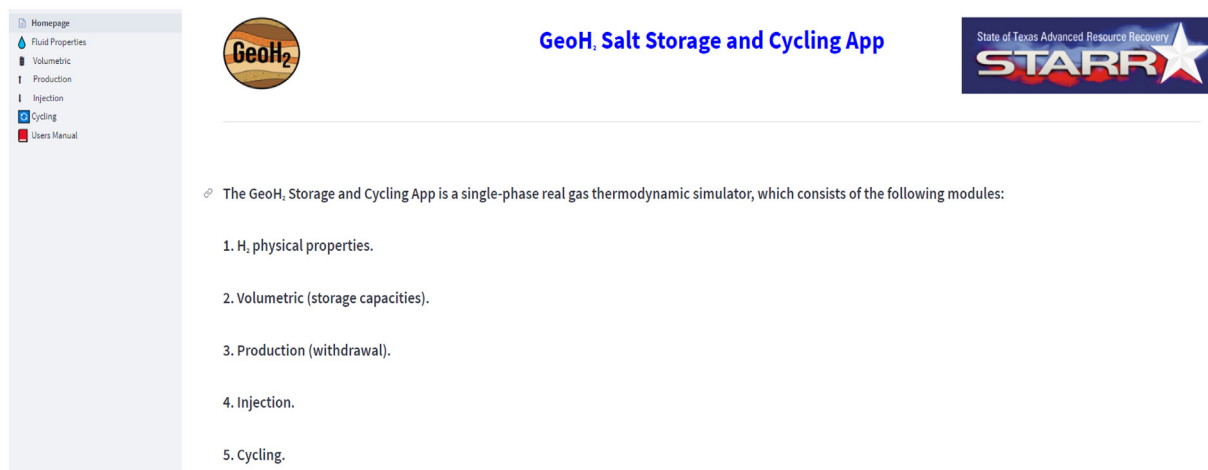 Homepage
Fluid Properties
Volumetric
Production
Injection
Cycling
Users Manual
GeoH₂
GeoH₂ Salt Storage and Cycling App
State of Texas Advanced Resource Recovery
STARR
The GeoH₂ Storage and Cycling App is a single-phase real gas thermodynamic simulator, which consists of the following modules:
1. H₂ physical properties.
2. Volumetric (storage capacities).
3. Production (withdrawal).
4. Injection.
5. Cycling.